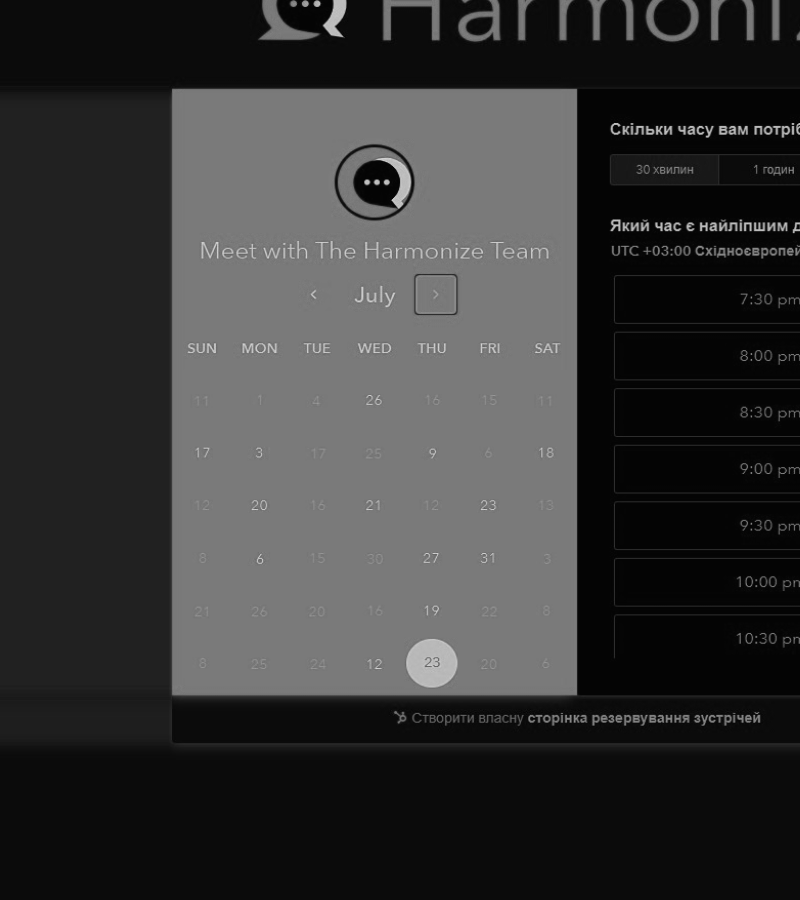 Harmoniz
Meet with The Harmonize Team
July
SUN MON TUE WED THU FRI SAT
11 1 4 26 16 15 11
17 3 17 25 9 6 18
12 20 16 21 12 23 13
8 6 15 30 27 31 3
21 26 20 16 19 22 8
8 25 24 12 23 20 6
Скільки часу вам потріб
30 хвилин 1 годин
Який час є найліпшим д
UTC +03:00 Східноєвропей
7:30 pm
8:00 pm
8:30 pm
9:00 pm
9:30 pm
10:00 pm
10:30 pm
Створити власну сторінка резервування зустрічей